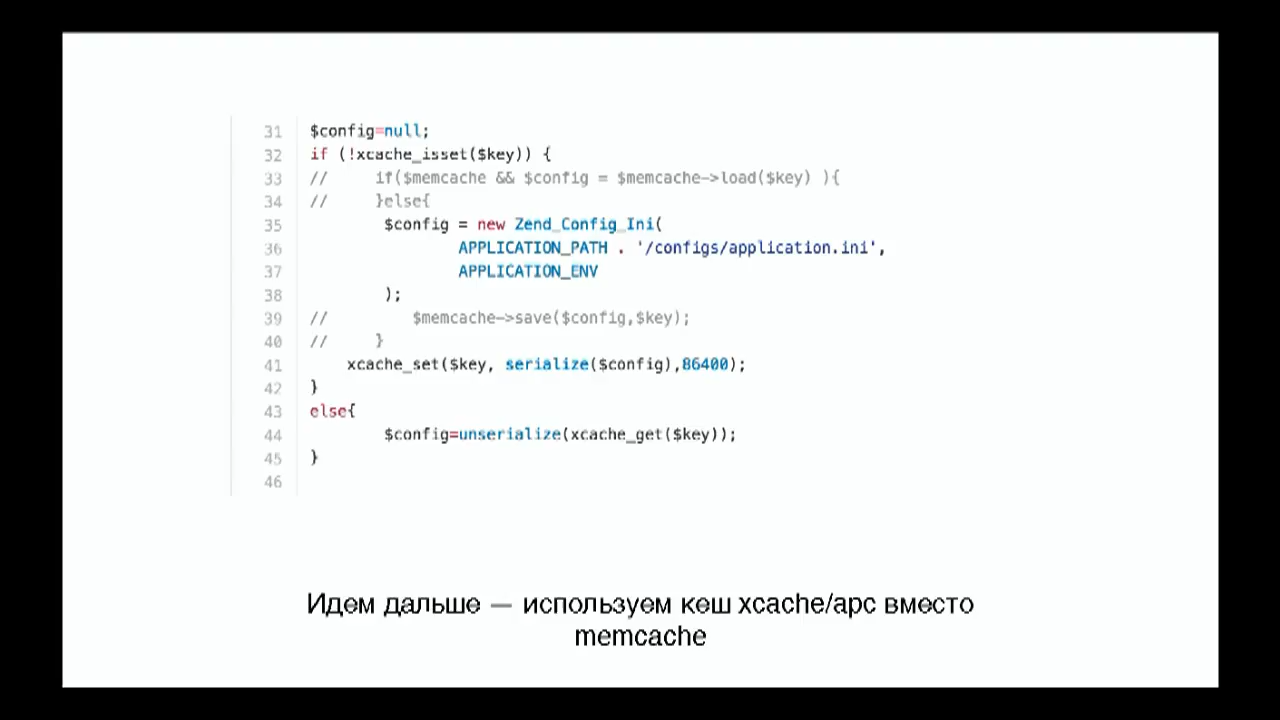 31 $config=null;
32 if (!xcache_isset($key)) {
33 //     if($memcache && $config = $memcache->load($key) ){
34 //     }else{
35         $config = new Zend_Config_Ini(
36                 APPLICATION_PATH . '/configs/application.ini',
37                 APPLICATION_ENV
38         );
39 //         $memcache->save($config,$key);
40 //     }
41     xcache_set($key, serialize($config),86400);
42 }
43 else{
44         $config=unserialize(xcache_get($key));
45 }
46
Идем дальше — используем кеш xcache/apc вместо
memcache